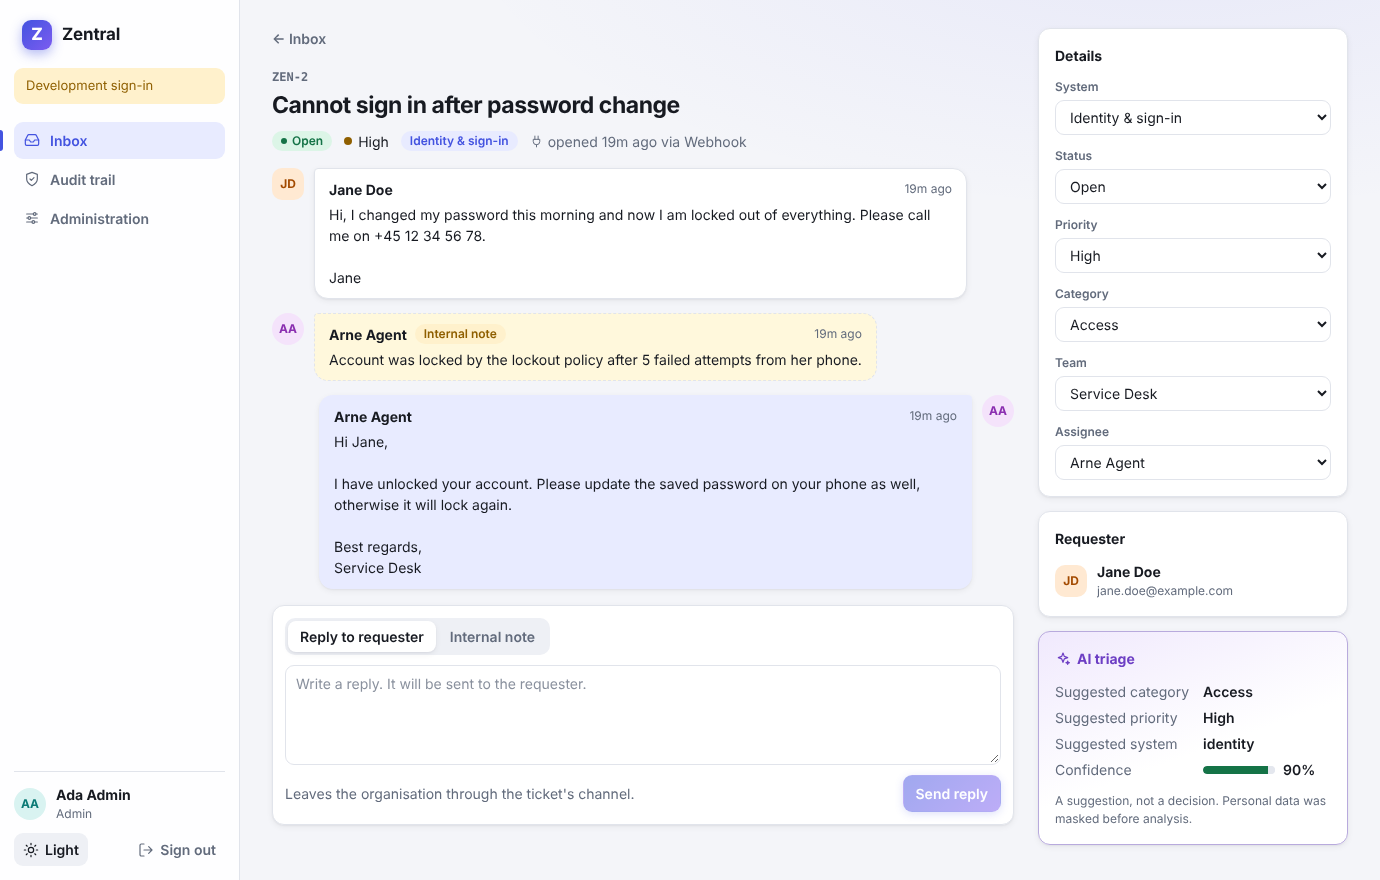 Z Zentral
Development sign-in
Inbox
Audit trail
Administration
AA Ada Admin
Admin
Light
Sign out
← Inbox
ZEN-2
Cannot sign in after password change
Open High Identity & sign-in opened 19m ago via Webhook
JD Jane Doe 19m ago
Hi, I changed my password this morning and now I am locked out of everything. Please call
me on +45 12 34 56 78.
Jane
AA Arne Agent Internal note 19m ago
Account was locked by the lockout policy after 5 failed attempts from her phone.
Arne Agent 19m ago AA
Hi Jane,
I have unlocked your account. Please update the saved password on your phone as well,
otherwise it will lock again.
Best regards,
Service Desk
Reply to requester Internal note
Write a reply. It will be sent to the requester.
Leaves the organisation through the ticket's channel. Send reply
Details
System
Identity & sign-in
Status
Open
Priority
High
Category
Access
Team
Service Desk
Assignee
Arne Agent
Requester
JD Jane Doe
jane.doe@example.com
AI triage
Suggested category Access
Suggested priority High
Suggested system identity
Confidence 90%
A suggestion, not a decision. Personal data was
masked before analysis.